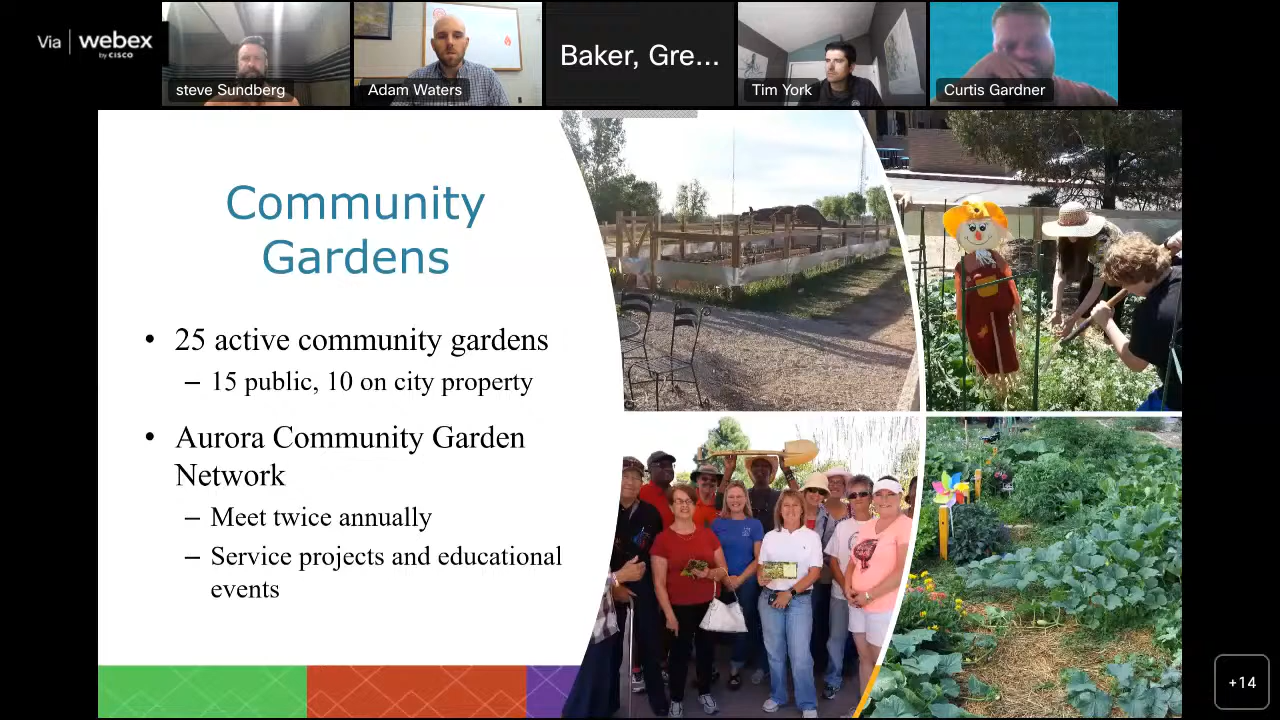 Via | webex
by CISCO
steve Sundberg
Adam Waters
Baker, Gre...
Tim York
Curtis Gardner
Community
Gardens
• 25 active community gardens
– 15 public, 10 on city property
• Aurora Community Garden
Network
– Meet twice annually
– Service projects and educational
events
+14